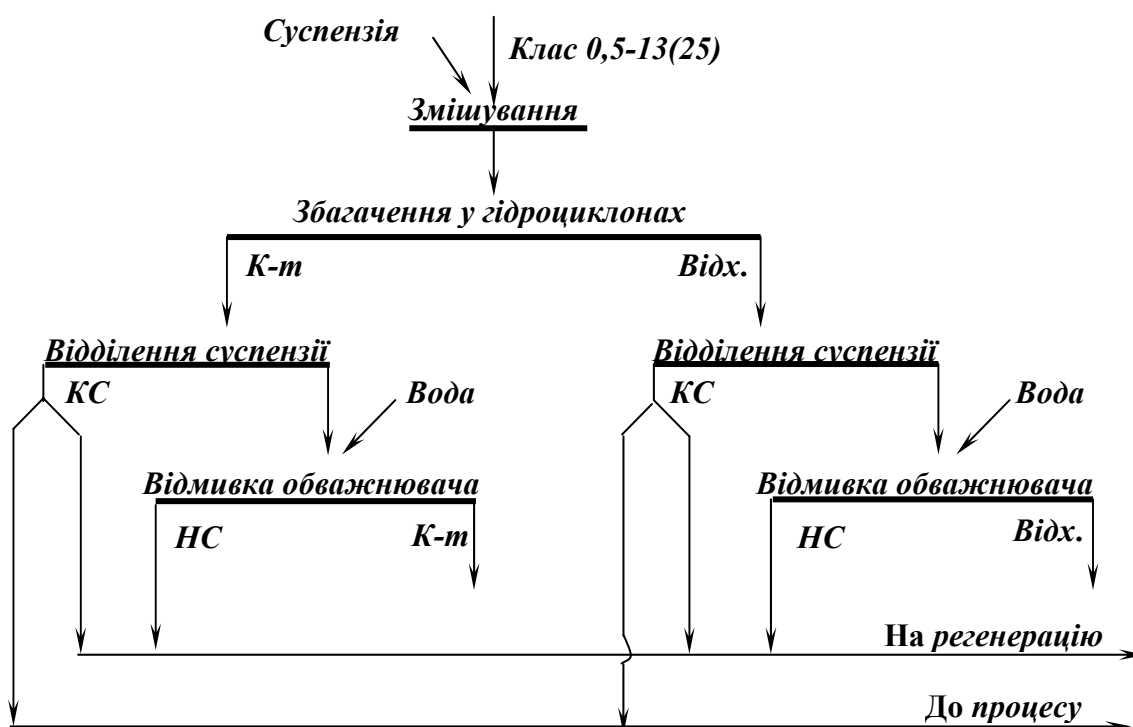 Суспензія
Клас 0,5-13(25)
Змішування
Збагачення у гідроциклонах
К-т
Відх.
Відділення суспензії
Відділення суспензії
КС
Вода
КС
Вода
Відмивка обважнювача
Відмивка обважнювача
НС
К-т
НС
Відх.
На регенерацію
До процесу